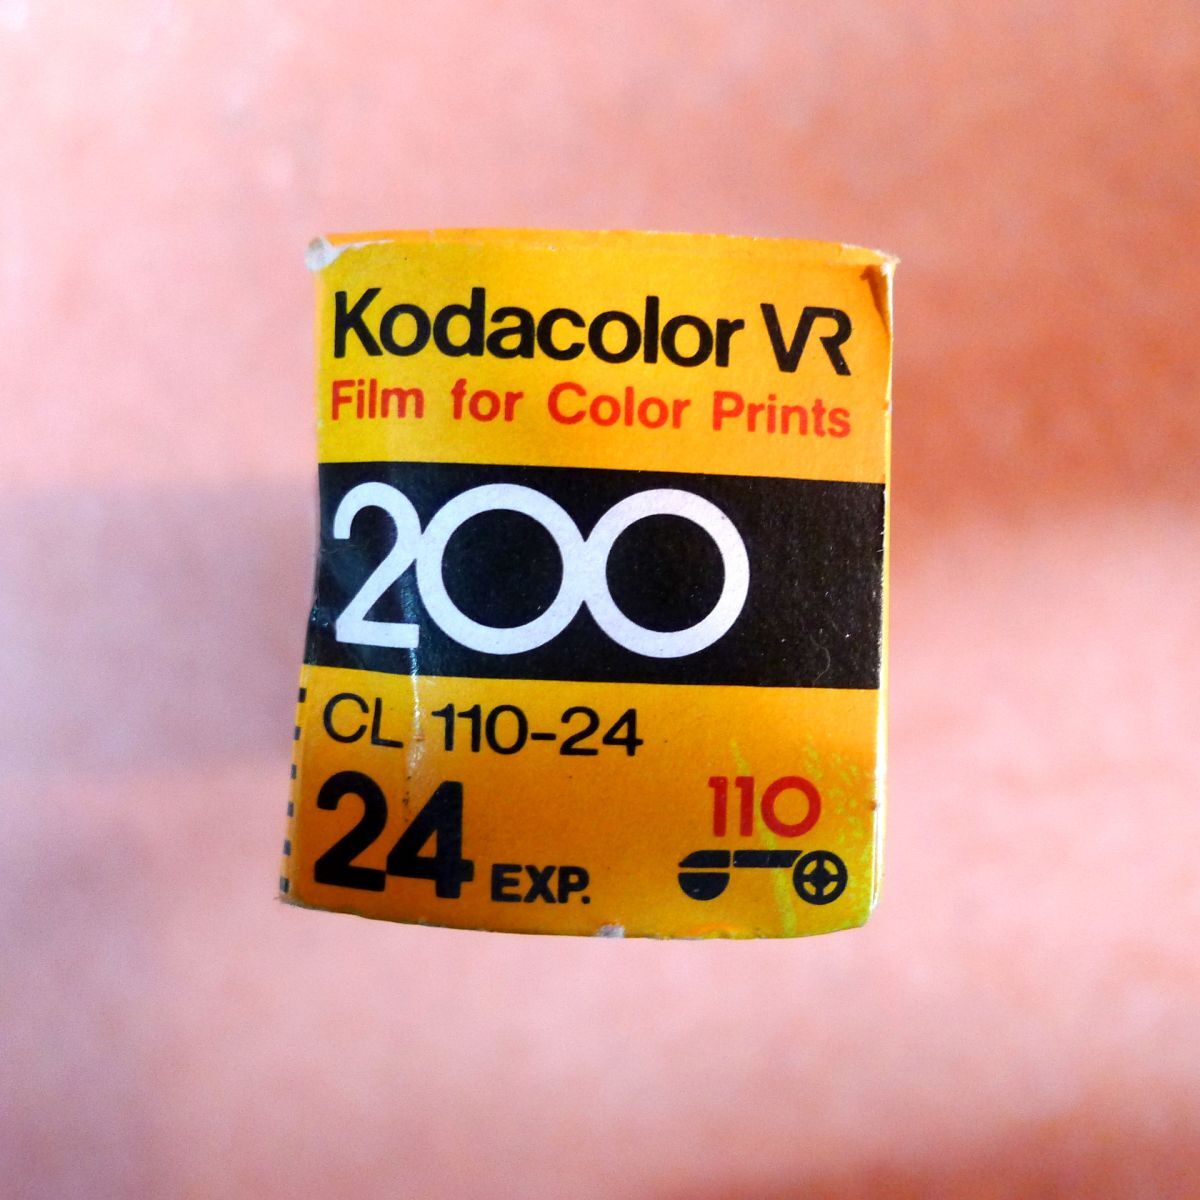 Kodacolor VR
Film for Color Prints
200
CL 110-24
24 EXP.
110